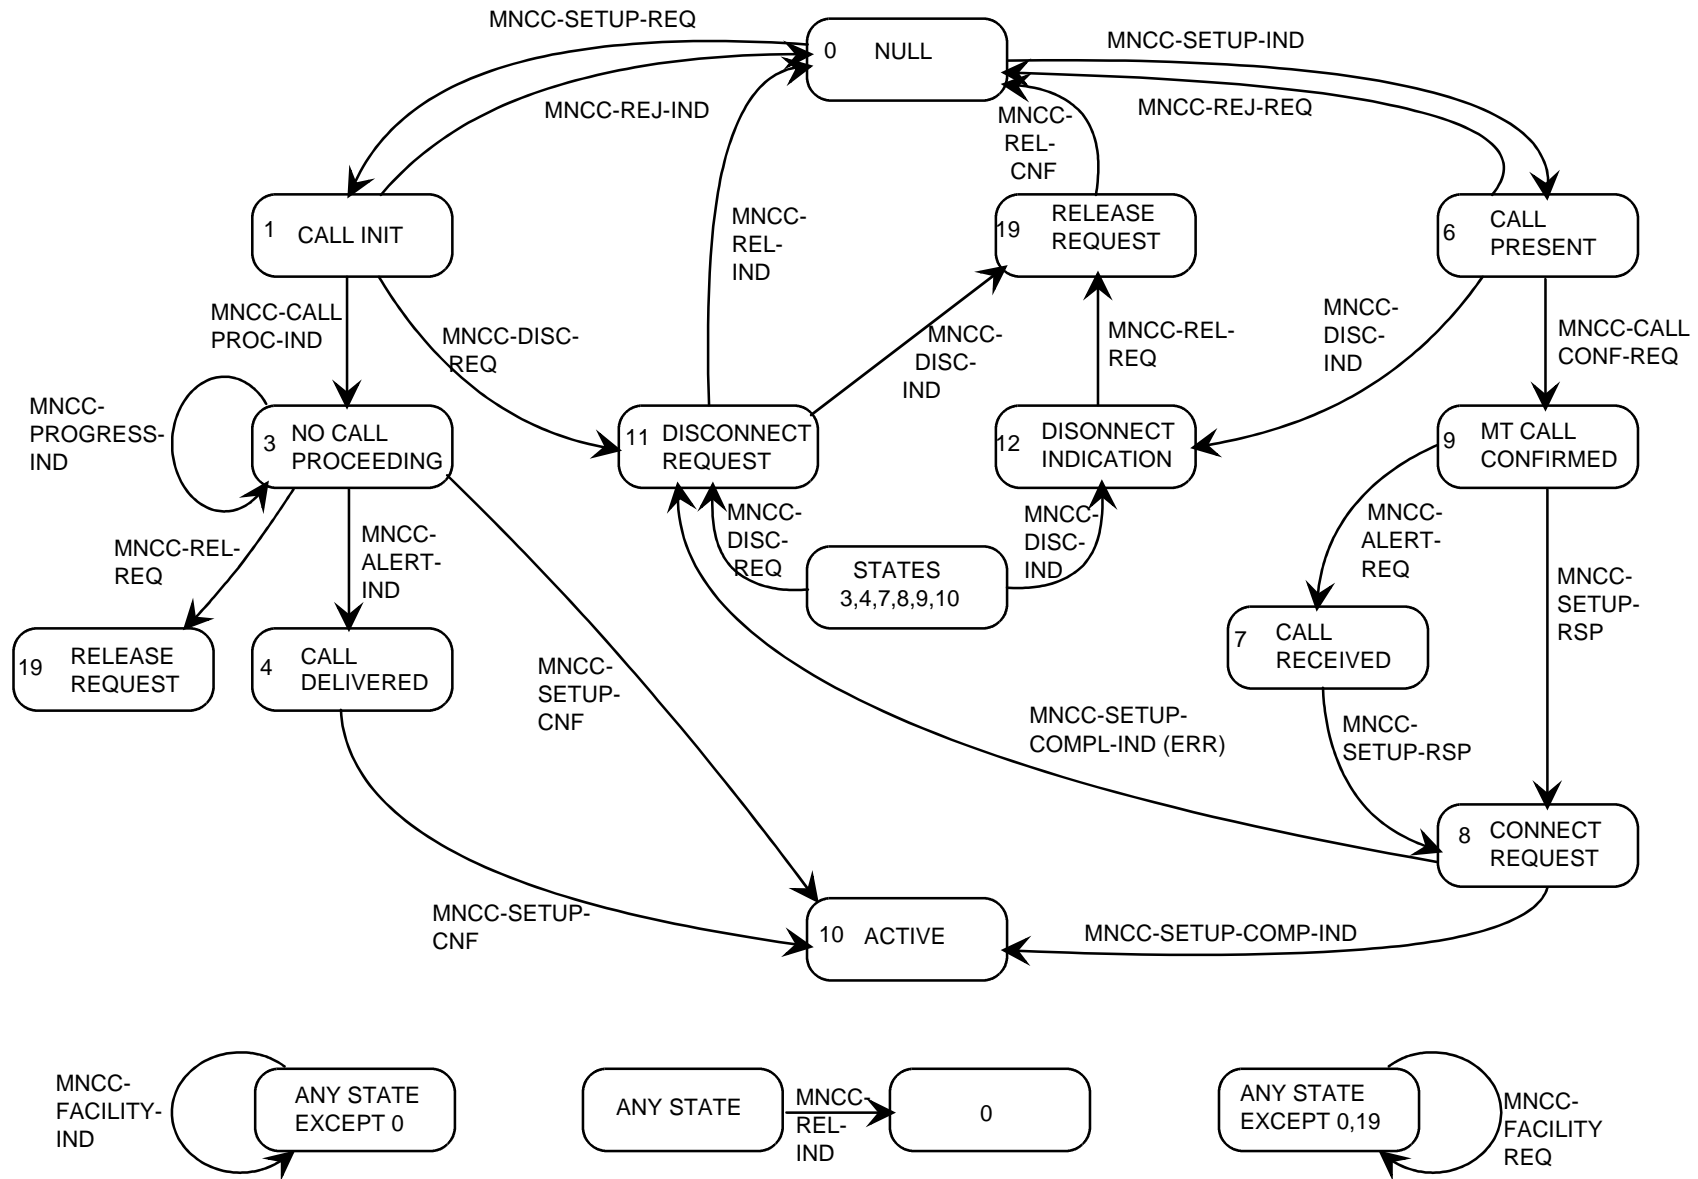 MNCC-SETUP-REQ
0 NULL
MNCC-SETUP-IND
MNCC-REJ-IND
MNCC-
REL-
CNF
MNCC-REJ-REQ
1 CALL INIT
MNCC-
REL-
IND
19 RELEASE
REQUEST
6 CALL
PRESENT
MNCC-CALL
PROC-IND
MNCC-DISC-
REQ
MNCC-
DISC-
IND
MNCC-REL-
REQ
MNCC-
DISC-
IND
MNCC-CALL
CONF-REQ
MNCC-
PROGRESS-
IND
3 NO CALL
PROCEEDING
11 DISCONNECT
REQUEST
12 DISONNECT
INDICATION
9 MT CALL
CONFIRMED
MNCC-REL-
REQ
MNCC-
ALERT-
IND
MNCC-
DISC-
REQ
STATES
3,4,7,8,9,10
MNCC-
DISC-
IND
MNCC-
ALERT-
REQ
MNCC-
SETUP-
RSP
19 RELEASE
REQUEST
4 CALL
DELIVERED
MNCC-
SETUP-
CNF
7 CALL
RECEIVED
MNCC-SETUP-
COMPL-IND (ERR)
MNCC-
SETUP-RSP
8 CONNECT
REQUEST
MNCC-SETUP-
CNF
10 ACTIVE
MNCC-SETUP-COMP-IND
MNCC-
FACILITY-
IND
ANY STATE
EXCEPT 0
ANY STATE
MNCC-
REL-
IND
0
ANY STATE
EXCEPT 0,19
MNCC-
FACILITY
REQ